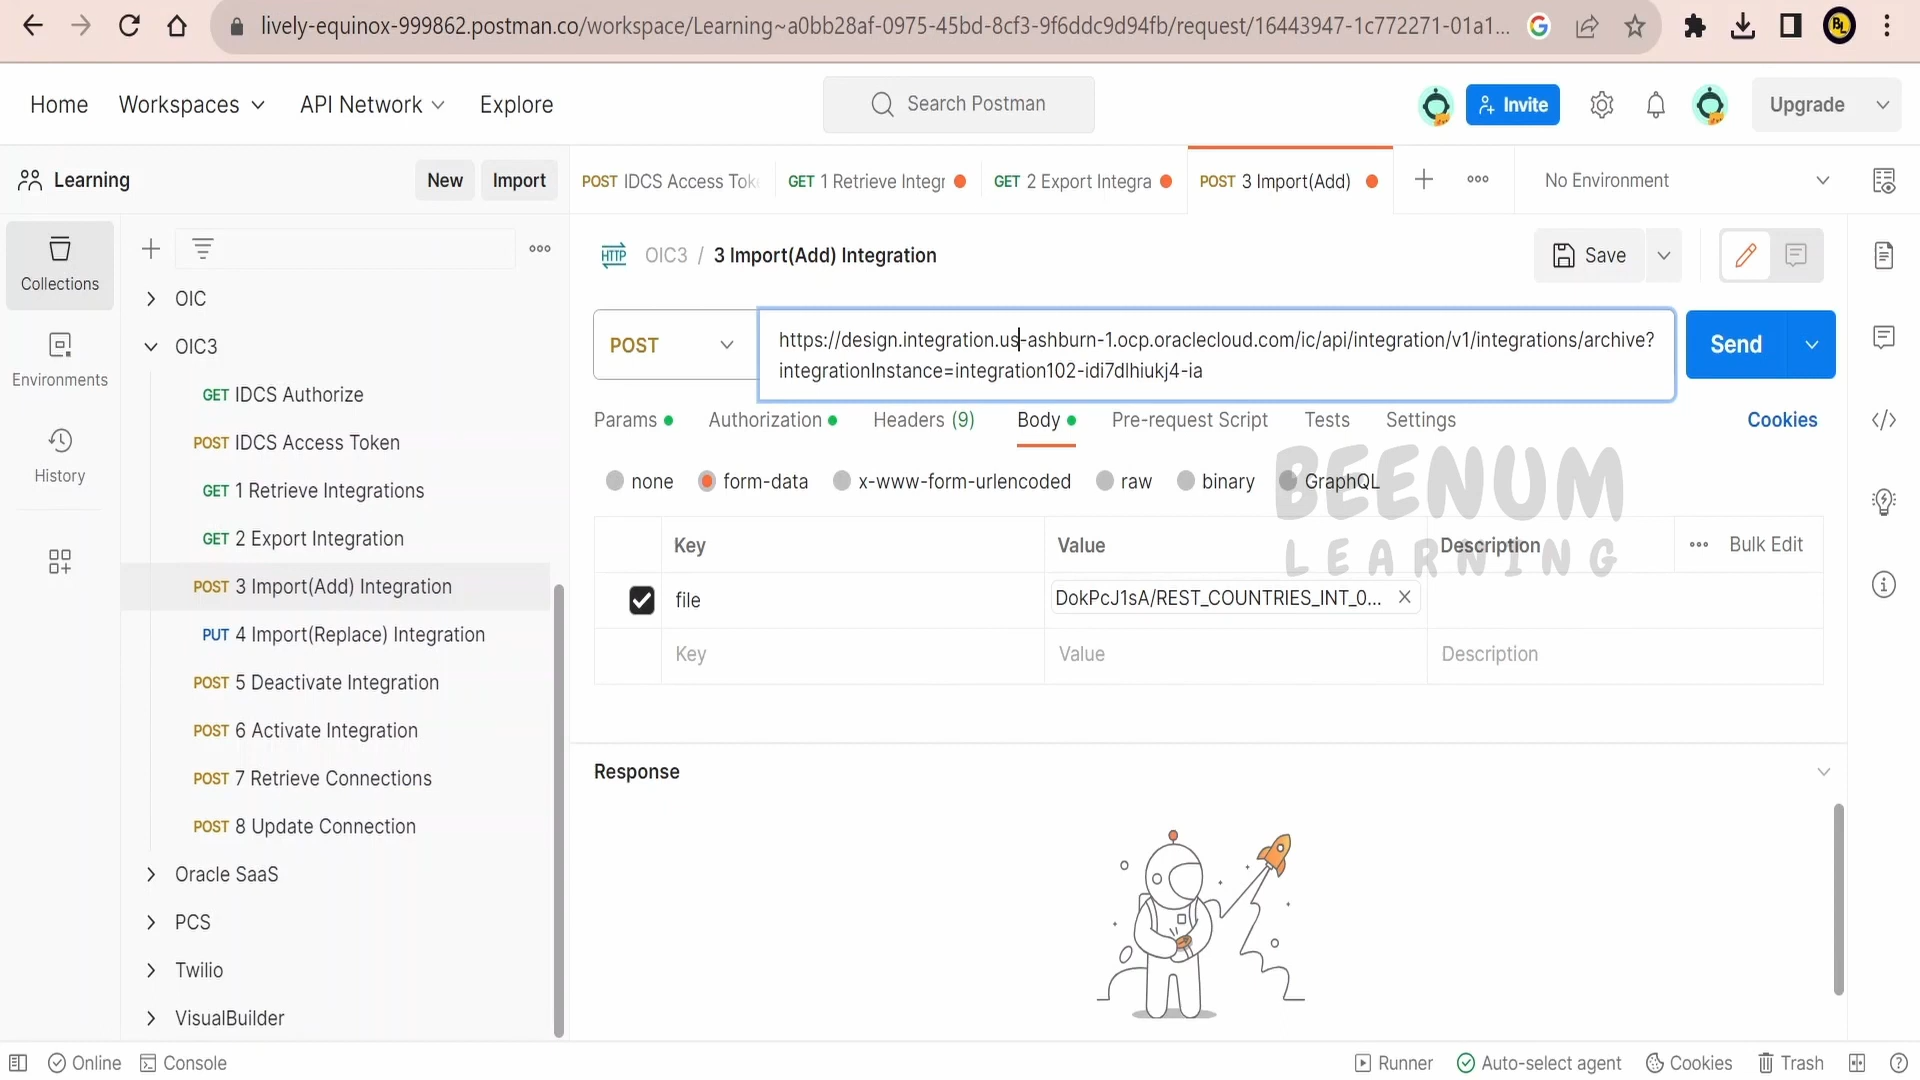 lively-equinox-999862.postman.co/workspace/Learning~a0bb28af-0975-45bd-8cf3-9f6ddc9d94fb/request/16443947-1c772271-01a1...
BL
Home Workspaces API Network Explore
Search Postman
Invite
Upgrade
Learning
New Import
POST IDCS Access Tok
GET 1 Retrieve Integr
GET 2 Export Integra
POST 3 Import(Add)
No Environment
Collections
Environments
History
OIC
OIC3
GET IDCS Authorize
POST IDCS Access Token
GET 1 Retrieve Integrations
GET 2 Export Integration
POST 3 Import(Add) Integration
PUT 4 Import(Replace) Integration
POST 5 Deactivate Integration
POST 6 Activate Integration
POST 7 Retrieve Connections
POST 8 Update Connection
Oracle SaaS
PCS
Twilio
VisualBuilder
HTTP OIC3 / 3 Import(Add) Integration
Save
POST
https://design.integration.us-ashburn-1.ocp.oraclecloud.com/ic/api/integration/v1/integrations/archive?
integrationInstance=integration102-idi7dlhiukj4-ia
Send
Params Authorization Headers (9) Body Pre-request Script Tests Settings
Cookies
none form-data x-www-form-urlencoded raw binary GraphQL
BEENUM
LEARNING
Key Value Description Bulk Edit
file DokPcJ1sA/REST_COUNTRIES_INT_0...
Key Value Description
Response
Online Console
Runner Auto-select agent Cookies Trash